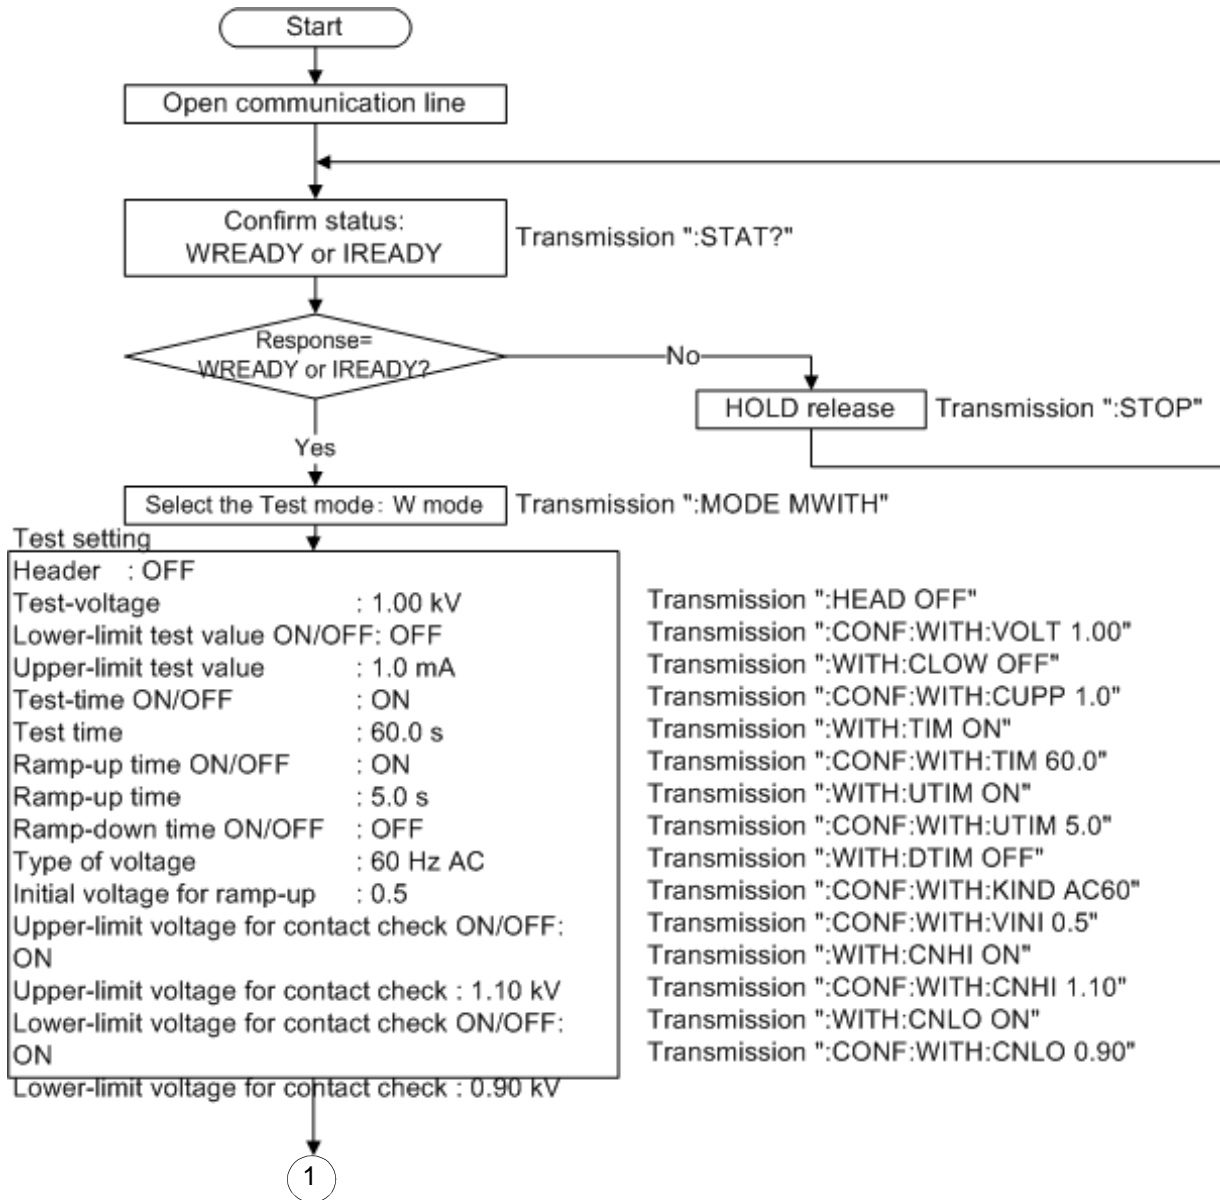 Start
Open communication line
Confirm status:
WREADY or IREADY
Transmission ":STAT?"
Response=
WREADY or IREADY?
No
HOLD release
Transmission ":STOP"
Yes
Select the Test mode: W mode
Transmission ":MODE MWITH"
Test setting
Header : OFF
Test-voltage : 1.00 kV
Lower-limit test value ON/OFF: OFF
Upper-limit test value : 1.0 mA
Test-time ON/OFF : ON
Test time : 60.0 s
Ramp-up time ON/OFF : ON
Ramp-up time : 5.0 s
Ramp-down time ON/OFF : OFF
Type of voltage : 60 Hz AC
Initial voltage for ramp-up : 0.5
Upper-limit voltage for contact check ON/OFF:
ON
Upper-limit voltage for contact check : 1.10 kV
Lower-limit voltage for contact check ON/OFF:
ON
Lower-limit voltage for contact check : 0.90 kV
Transmission ":HEAD OFF"
Transmission ":CONF:WITH:VOLT 1.00"
Transmission ":WITH:CLOW OFF"
Transmission ":CONF:WITH:CUPP 1.0"
Transmission ":WITH:TIM ON"
Transmission ":CONF:WITH:TIM 60.0"
Transmission ":WITH:UTIM ON"
Transmission ":CONF:WITH:UTIM 5.0"
Transmission ":WITH:DTIM OFF"
Transmission ":CONF:WITH:KIND AC60"
Transmission ":CONF:WITH:VINI 0.5"
Transmission ":WITH:CNHI ON"
Transmission ":CONF:WITH:CNHI 1.10"
Transmission ":WITH:CNLO ON"
Transmission ":CONF:WITH:CNLO 0.90"
1